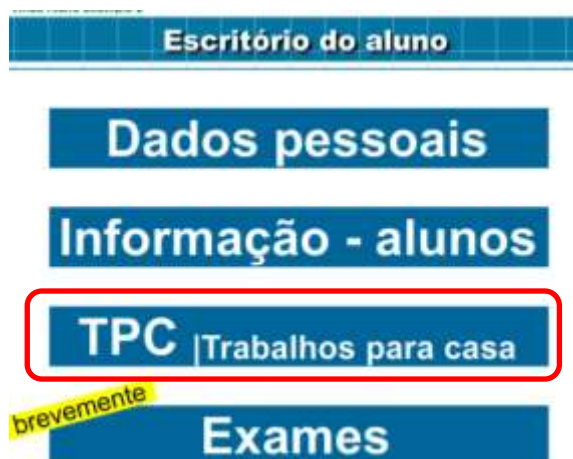 Escritório do aluno
Dados pessoais
Informação - alunos
TPC |Trabalhos para casa
brevemente
Exames